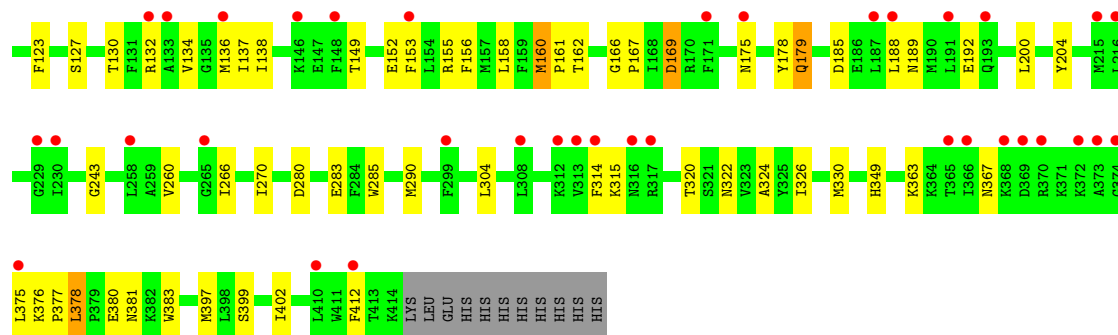 F123 S127 T130 F131 R132 A133 V134 G135 M136 I137 I138 K146 E147 F148 T149 E152 F153 L154 R155 F156 M157 L158 F159 M160 P161 T162 G166 P167 I168 D169 R170 F171 N175 Y178 Q179 D185 E186 L187 L188 N189 M190 L191 E192 Q193 L200 Y204 M215 L216
G229 I230 G243 L258 A259 V260 G265 I266 I270 D280 E283 F284 W285 M290 F299 L304 L308 K312 V313 F314 K315 N316 R317 T320 S321 N322 V323 A324 Y325 I326 M330 H349 K363 K364 T365 I366 N367 K368 D369 R370 K371 K372 A373
L375 K376 P377 L378 P379 E380 N381 K382 W383 M397 L398 S399 I402 L410 W411 F412 T413 K414 LYS LEU GLU HIS HIS HIS HIS HIS HIS HIS HIS